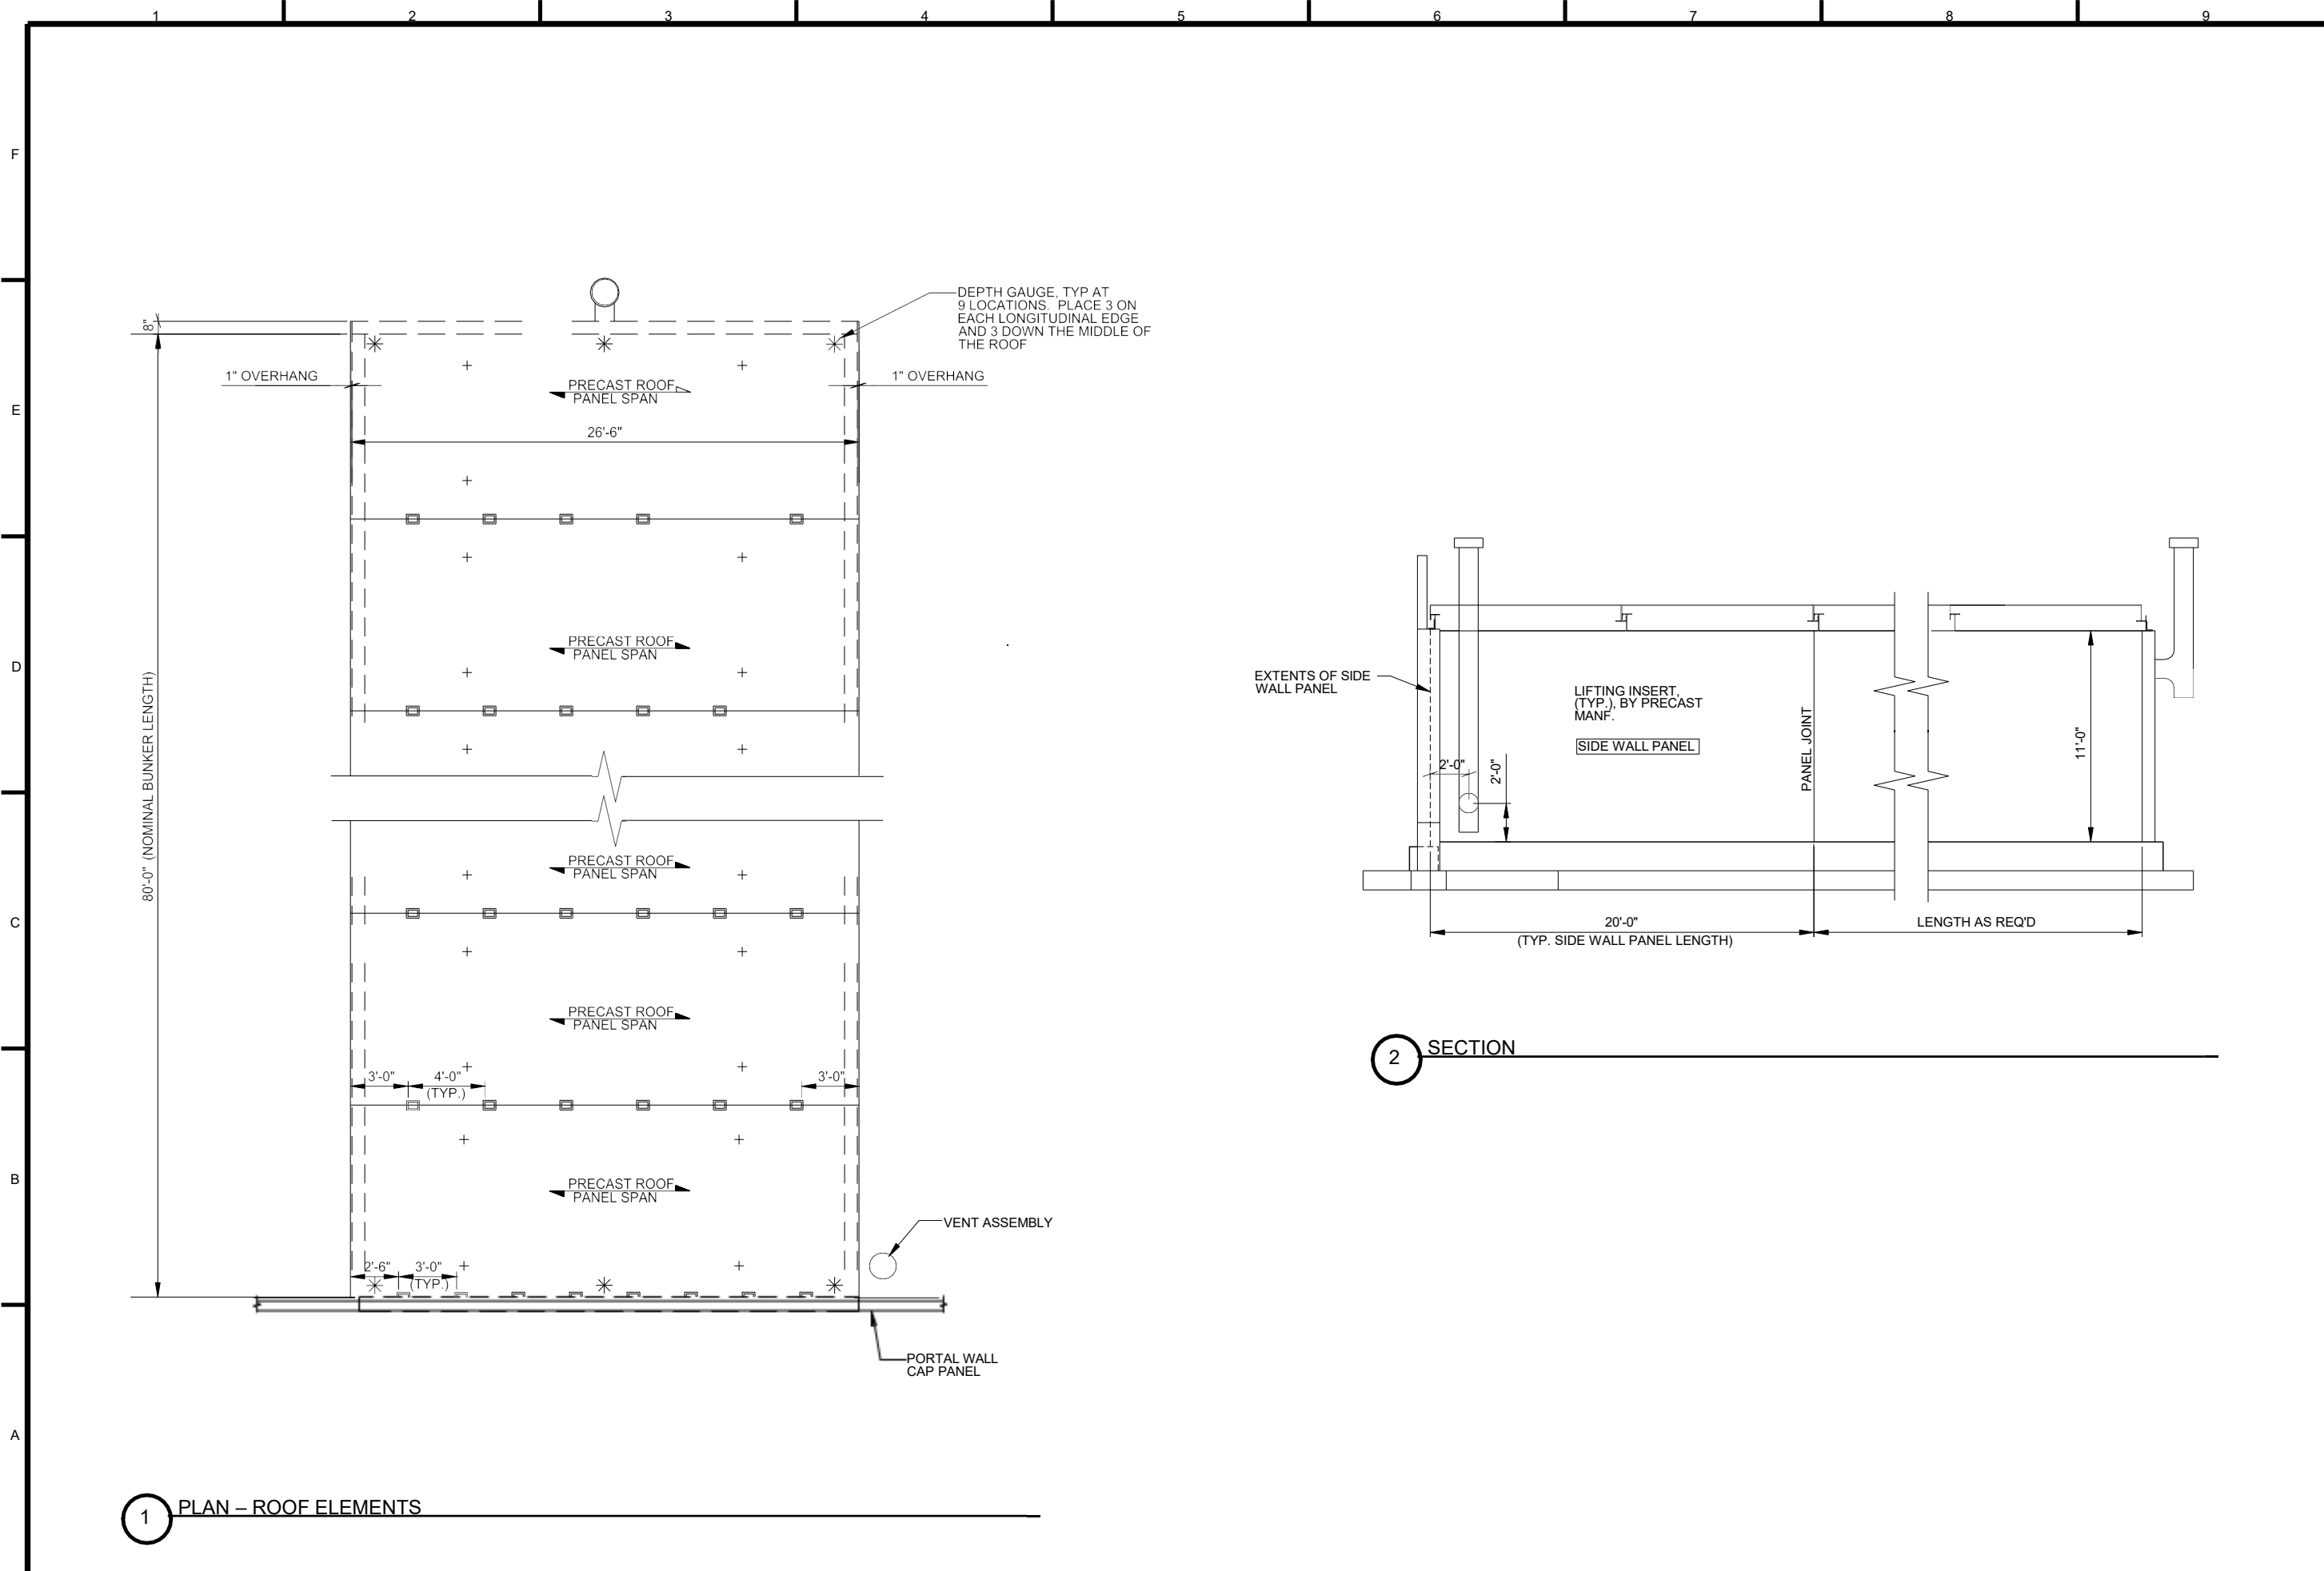 1 2 3 4 5 6 7 8 9
F
E
D
C
B
A
DEPTH GAUGE, TYP AT
9 LOCATIONS PLACE 3 ON
EACH LONGITUDINAL EDGE
AND 3 DOWN THE MIDDLE OF
THE ROOF
8"
1" OVERHANG
1" OVERHANG
PRECAST ROOF
PANEL SPAN
26'-6"
PRECAST ROOF
PANEL SPAN
80'-0" (NOMINAL BUNKER LENGTH)
PRECAST ROOF
PANEL SPAN
PRECAST ROOF
PANEL SPAN
3'-0"
4'-0"
(TYP.)
3'-0"
PRECAST ROOF
PANEL SPAN
VENT ASSEMBLY
2'-6"
3'-0"
(TYP.)
PORTAL WALL
CAP PANEL
1
PLAN – ROOF ELEMENTS
EXTENTS OF SIDE
WALL PANEL
LIFTING INSERT,
(TYP.), BY PRECAST
MANF.
SIDE WALL PANEL
2'-0"
2'-0"
PANEL JOINT
11'-0"
20'-0"
(TYP. SIDE WALL PANEL LENGTH)
LENGTH AS REQ'D
2
SECTION